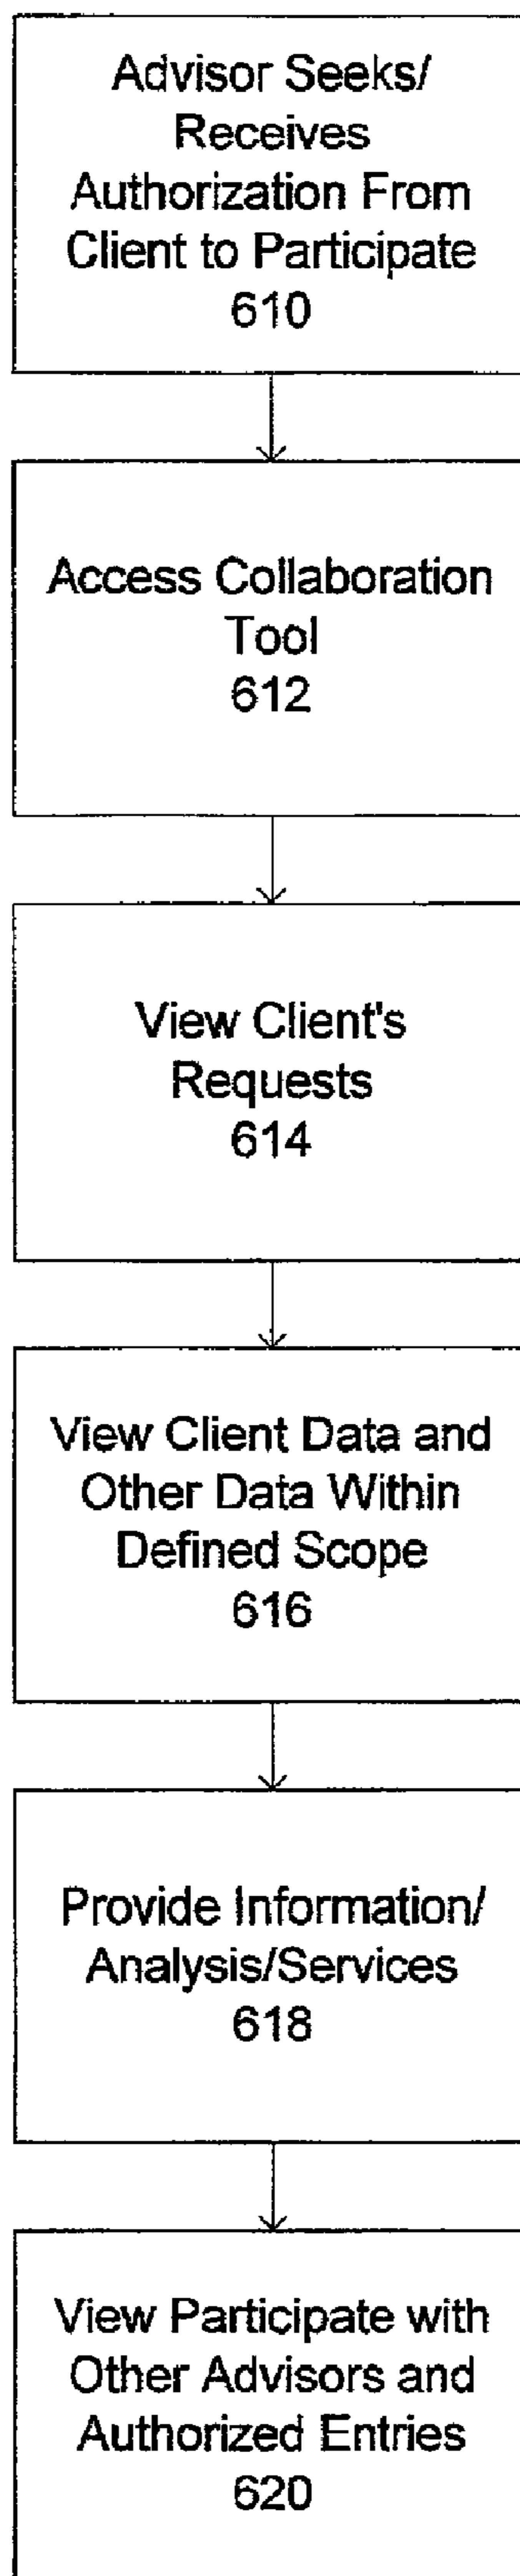 Advisor Seeks/
Receives
Authorization From
Client to Participate
610
Access Collaboration
Tool
612
View Client's
Requests
614
View Client Data and
Other Data Within
Defined Scope
616
Provide Information/
Analysis/Services
618
View Participate with
Other Advisors and
Authorized Entries
620